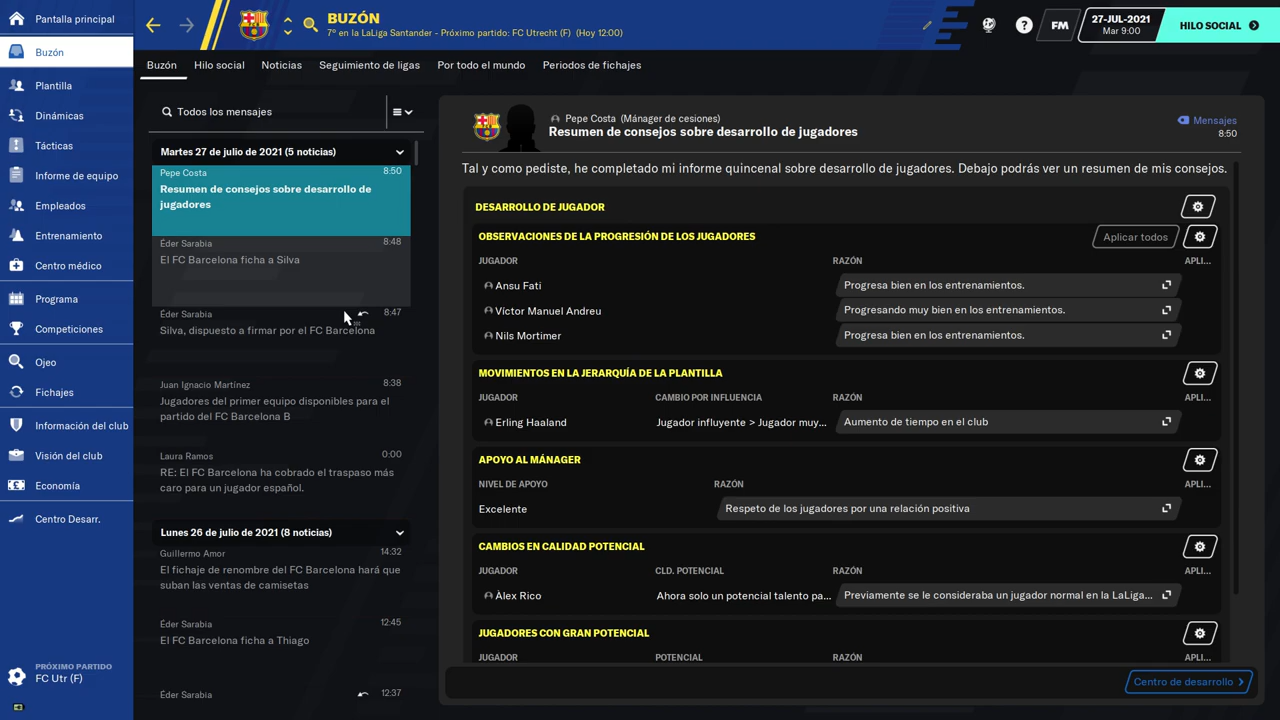 Pantalla principal
Buzón
Plantilla
Dinámicas
Tácticas
Informe de equipo
Empleados
Entrenamiento
Centro médico
Programa
Competiciones
Ojeo
Fichajes
Información del club
Visión del club
Economía
Centro Desarr.
PRÓXIMO PARTIDO
FC Utr (F)
BUZÓN
7º en la LaLiga Santander - Próximo partido: FC Utrecht (F) (Hoy 12:00)
FM
27-JUL-2021
Mar 9:00
HILO SOCIAL
Buzón Hilo social Noticias Seguimiento de ligas Por todo el mundo Periodos de fichajes
Todos los mensajes
Martes 27 de julio de 2021 (5 noticias)
Pepe Costa 8:50
Resumen de consejos sobre desarrollo de
jugadores
Éder Sarabia 8:48
El FC Barcelona ficha a Silva
Éder Sarabia 8:47
Silva, dispuesto a firmar por el FC Barcelona
Juan Ignacio Martínez 8:38
Jugadores del primer equipo disponibles para el
partido del FC Barcelona B
Laura Ramos 0:00
RE: El FC Barcelona ha cobrado el traspaso más
caro para un jugador español.
Lunes 26 de julio de 2021 (8 noticias)
Guillermo Amor 14:32
El fichaje de renombre del FC Barcelona hará que
suban las ventas de camisetas
Éder Sarabia 12:45
El FC Barcelona ficha a Thiago
Éder Sarabia 12:37
Pepe Costa (Mánager de cesiones)
Resumen de consejos sobre desarrollo de jugadores
Mensajes
8:50
Tal y como pediste, he completado mi informe quincenal sobre desarrollo de jugadores. Debajo podrás ver un resumen de mis consejos.
DESARROLLO DE JUGADOR
OBSERVACIONES DE LA PROGRESIÓN DE LOS JUGADORES Aplicar todos
JUGADOR RAZÓN APLI...
Ansu Fati Progresa bien en los entrenamientos.
Víctor Manuel Andreu Progresando muy bien en los entrenamientos.
Nils Mortimer Progresa bien en los entrenamientos.
MOVIMIENTOS EN LA JERARQUÍA DE LA PLANTILLA
JUGADOR CAMBIO POR INFLUENCIA RAZÓN APLI...
Erling Haaland Jugador influyente > Jugador muy... Aumento de tiempo en el club
APOYO AL MÁNAGER
NIVEL DE APOYO RAZÓN APLI...
Excelente Respeto de los jugadores por una relación positiva
CAMBIOS EN CALIDAD POTENCIAL
JUGADOR CLD. POTENCIAL RAZÓN APLI...
Àlex Rico Ahora solo un potencial talento pa... Previamente se le consideraba un jugador normal en la LaLiga...
JUGADORES CON GRAN POTENCIAL
JUGADOR POTENCIAL RAZÓN APLI...
Centro de desarrollo